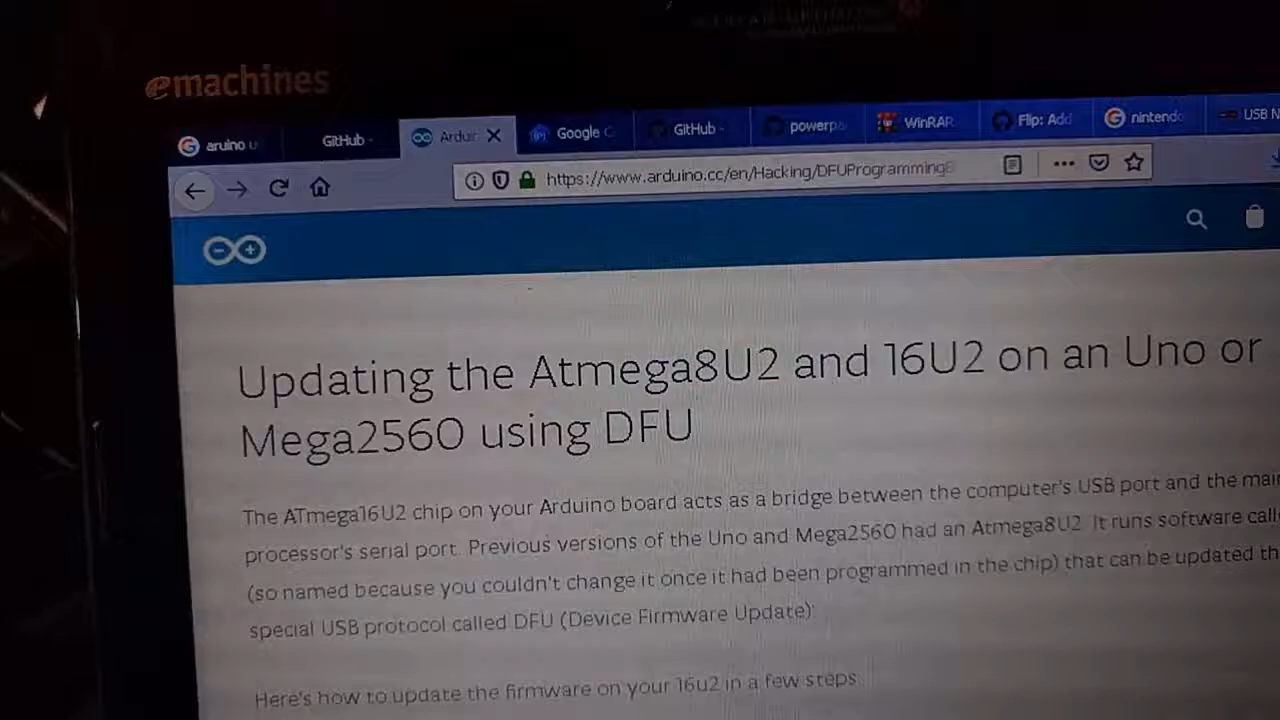 emachines
aruino u
GitHub -
Arduin
Google C
GitHub -
powerpa
WinRAR
Flip: Add
nintendo
USB N
https://www.arduino.cc/en/Hacking/DFUProgramming8
Updating the Atmega8U2 and 16U2 on an Uno or
Mega2560 using DFU
The ATmega16U2 chip on your Arduino board acts as a bridge between the computer's USB port and the main
processor's serial port. Previous versions of the Uno and Mega2560 had an Atmega8U2. It runs software calle
(so named because you couldn't change it once it had been programmed in the chip) that can be updated th
special USB protocol called DFU (Device Firmware Update)
Here's how to update the firmware on your 16u2 in a few steps: